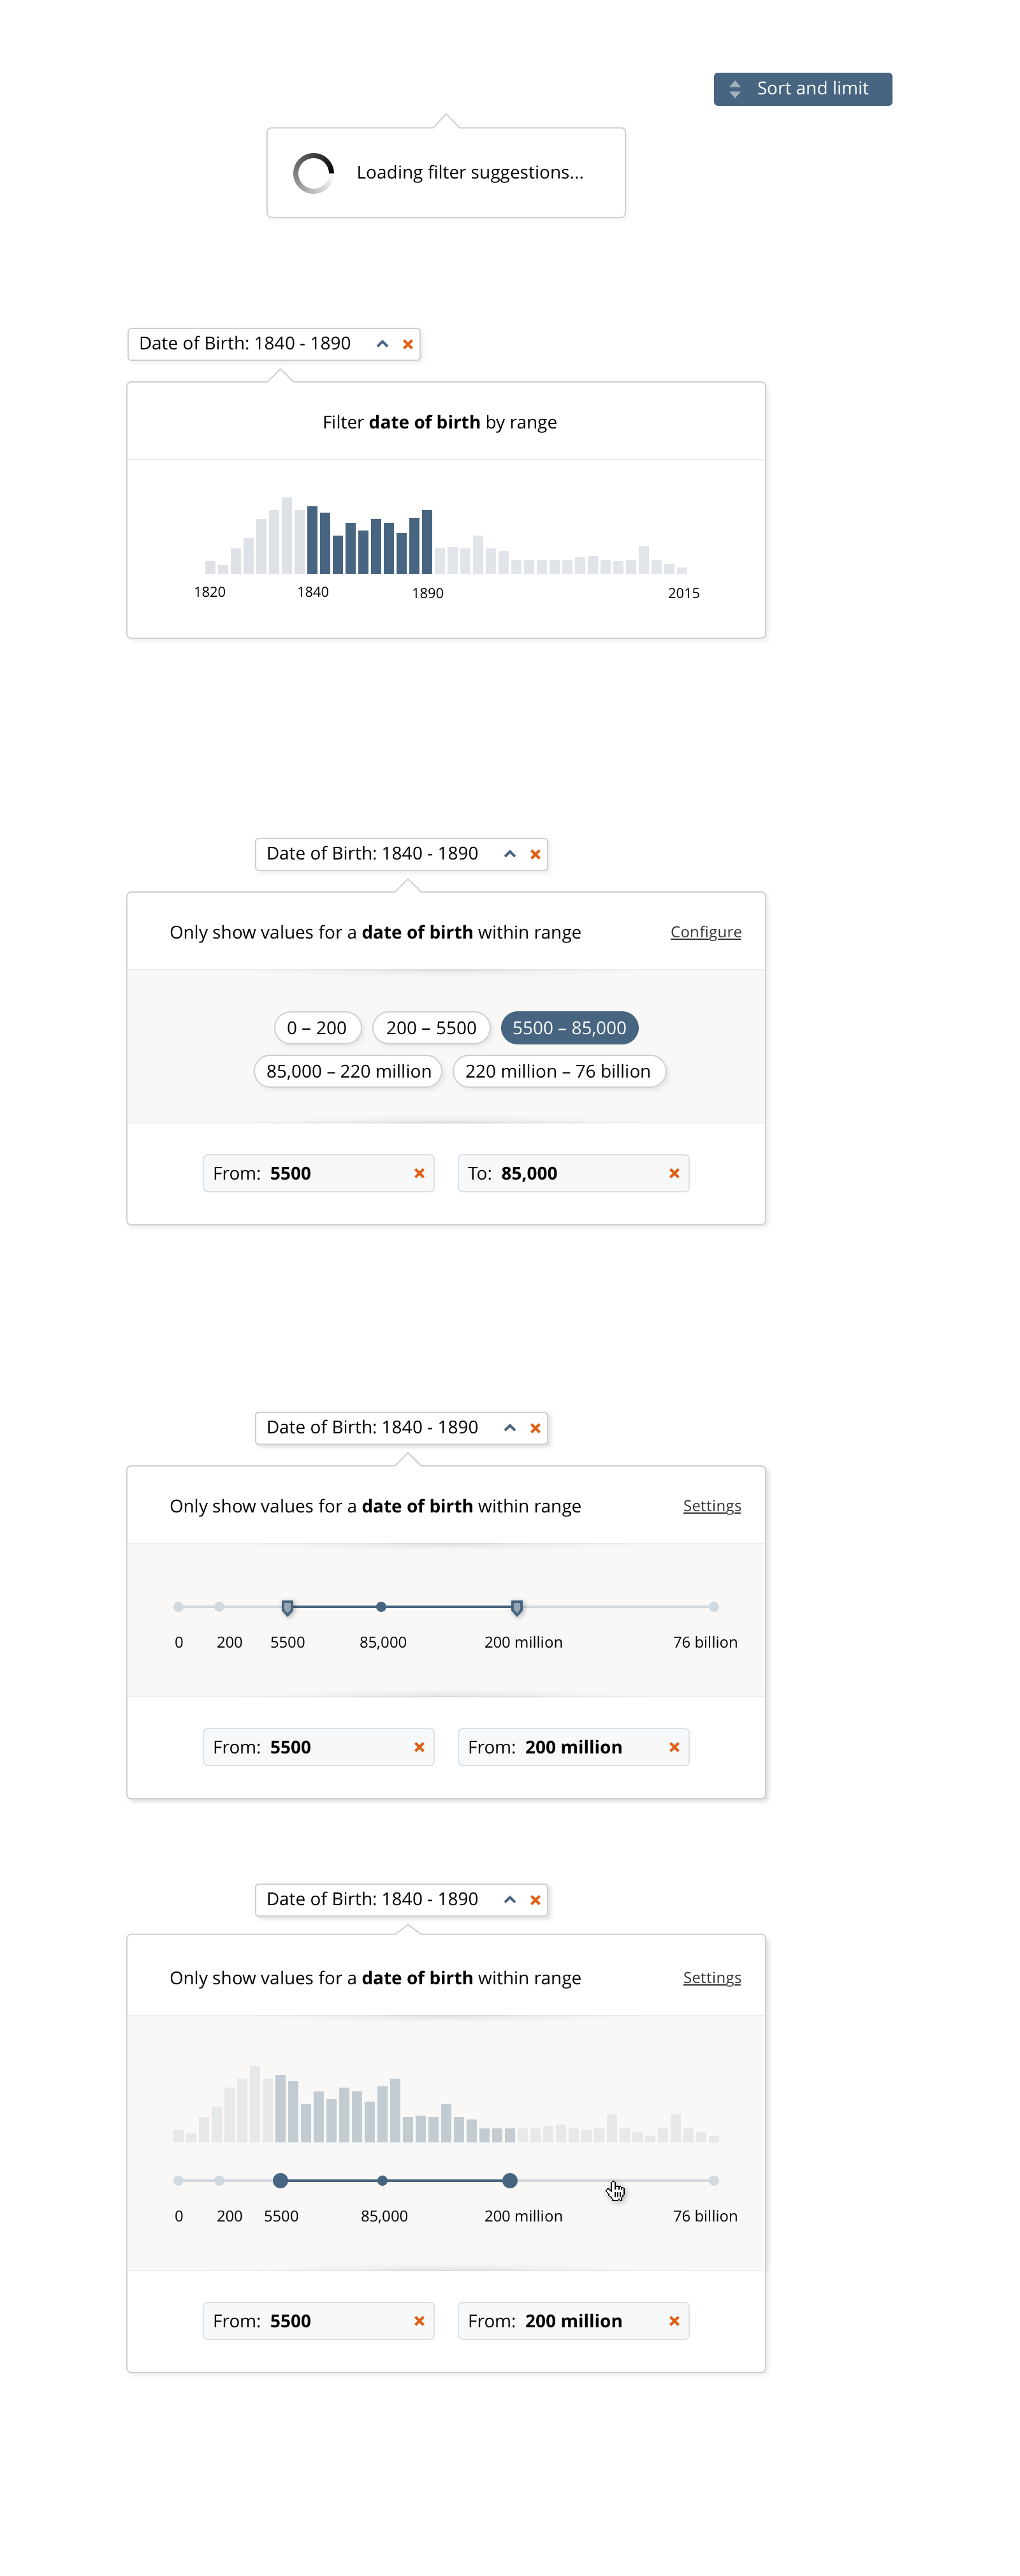 Sort and limit
Loading filter suggestions...
Date of Birth: 1840 - 1890
Filter date of birth by range
1820 1840 1890 2015
Date of Birth: 1840 - 1890
Only show values for a date of birth within range Configure
0 – 200 200 – 5500 5500 – 85,000
85,000 – 220 million 220 million – 76 billion
From: 5500 To: 85,000
Date of Birth: 1840 - 1890
Only show values for a date of birth within range Settings
0 200 5500 85,000 200 million 76 billion
From: 5500 From: 200 million
Date of Birth: 1840 - 1890
Only show values for a date of birth within range Settings
0 200 5500 85,000 200 million 76 billion
From: 5500 From: 200 million